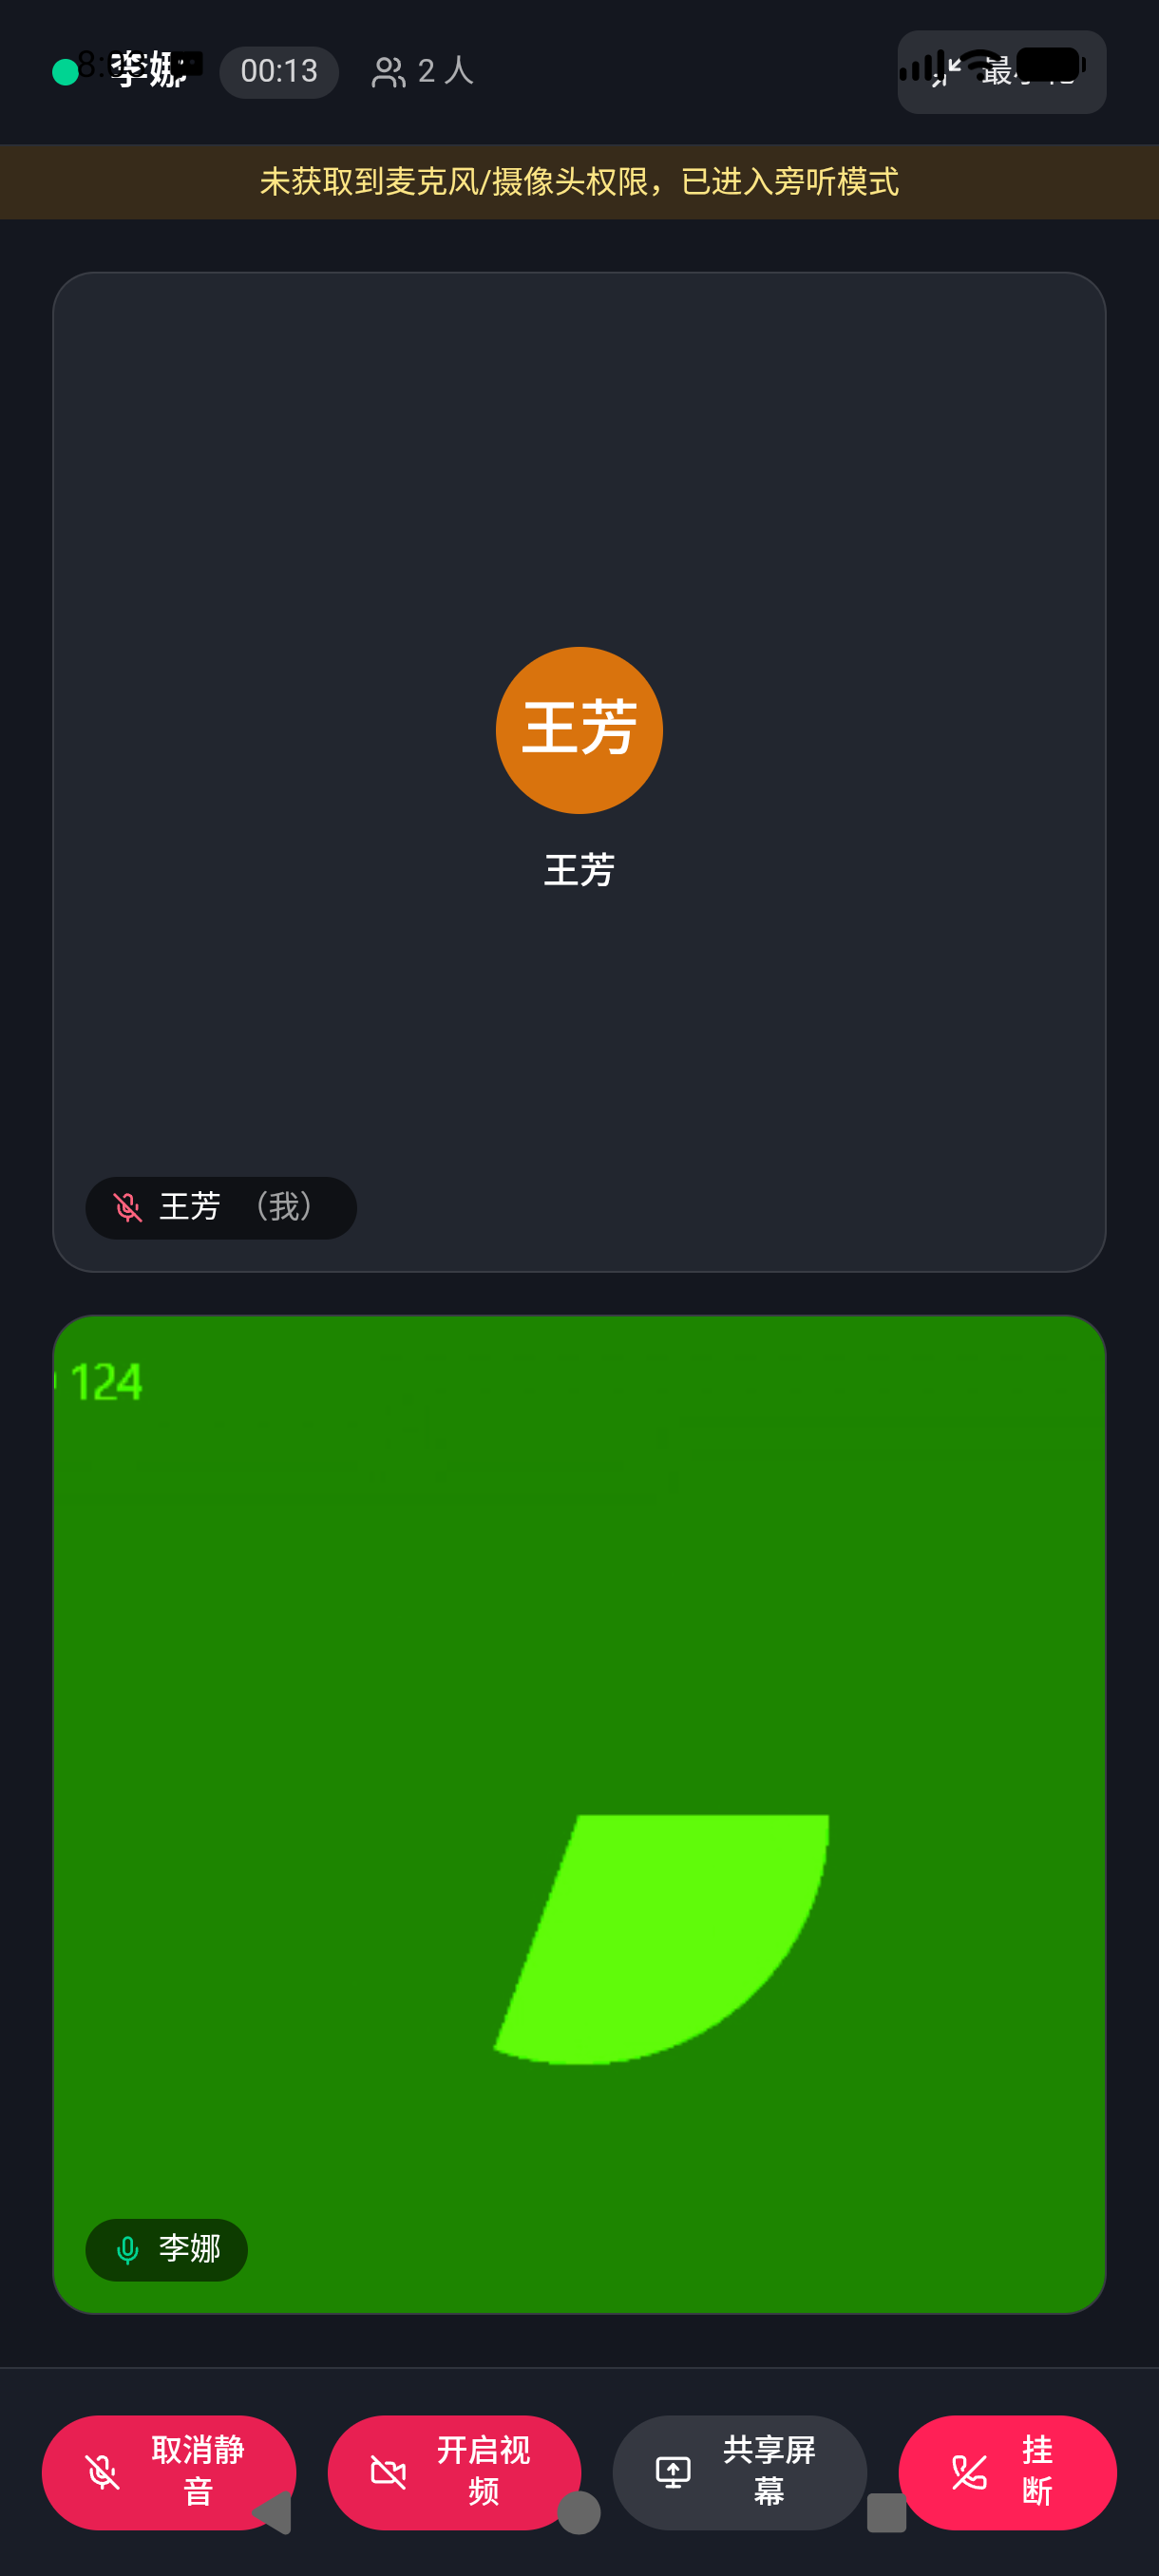 李娜 00:13 2 人
未获取到麦克风/摄像头权限，已进入旁听模式
王芳
王芳
王芳 （我）
124
李娜
取消静
音
开启视
频
共享屏
幕
挂
断